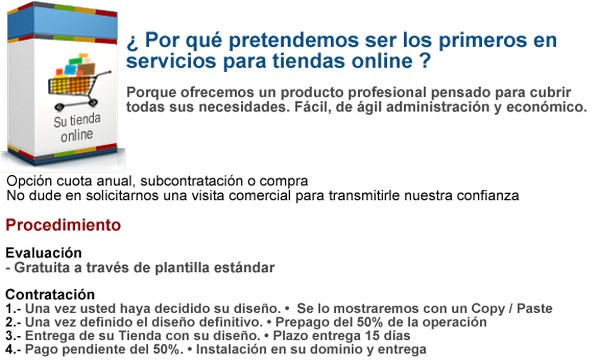 ¿ Por qué pretendemos ser los primeros en
servicios para tiendas online ?
Porque ofrecemos un producto profesional pensado para cubrir
todas sus necesidades. Fácil, de ágil administración y económico.
Su tienda
online
Opción cuota anual, subcontratación o compra
No dude en solicitarnos una visita comercial para transmitirle nuestra confianza
Procedimiento
Evaluación
- Gratuita a través de plantilla estándar
Contratación
1.- Una vez usted haya decidido su diseño. • Se lo mostraremos con un Copy / Paste
2.- Una vez definido el diseño definitivo. • Prepago del 50% de la operación
3.- Entrega de su Tienda con su diseño. • Plazo entrega 15 días
4.- Pago pendiente del 50%. • Instalación en su dominio y entrega